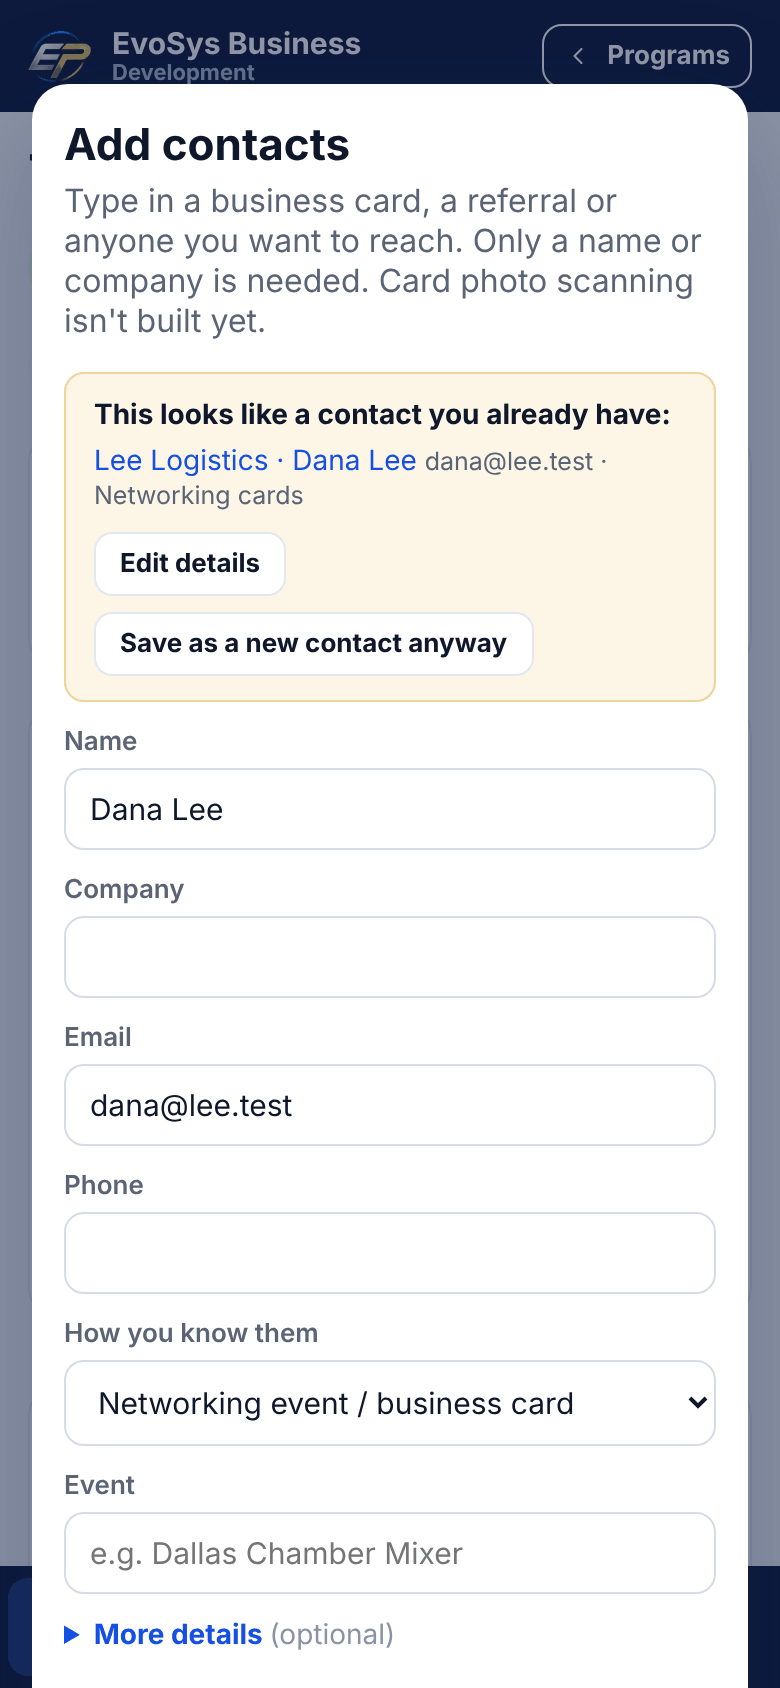 EP
EvoSys Business
Development
Programs
Add contacts
Type in a business card, a referral or
anyone you want to reach. Only a name or
company is needed. Card photo scanning
isn't built yet.
This looks like a contact you already have:
Lee Logistics · Dana Lee dana@lee.test ·
Networking cards
Edit details
Save as a new contact anyway
Name
Dana Lee
Company
Email
dana@lee.test
Phone
How you know them
Networking event / business card
Event
e.g. Dallas Chamber Mixer
More details (optional)